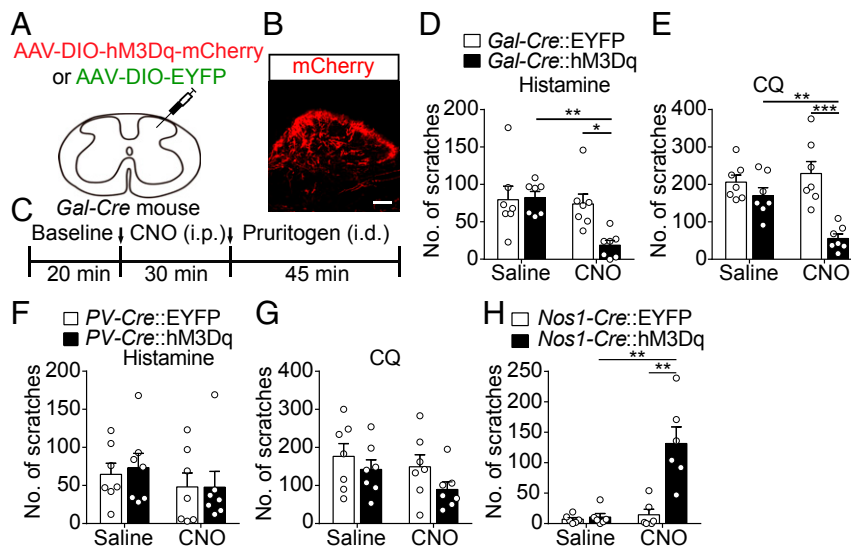 A
AAV-DIO-hM3Dq-mCherry
or AAV-DIO-EYFP
Gal-Cre mouse
B
mCherry
C
Baseline CNO (i.p.) Pruritogen (i.d.)
20 min 30 min 45 min
D
Gal-Cre::EYFP
Gal-Cre::hM3Dq
Histamine
**
*
No. of scratches
200
150
100
50
0
Saline CNO
E
CQ
**
***
No. of scratches
400
300
200
100
0
Saline CNO
F
PV-Cre::EYFP
PV-Cre::hM3Dq
Histamine
No. of scratches
200
150
100
50
0
Saline CNO
G
CQ
No. of scratches
400
300
200
100
0
Saline CNO
H
Nos1-Cre::EYFP
Nos1-Cre::hM3Dq
**
**
No. of scratches
250
200
150
100
50
0
Saline CNO